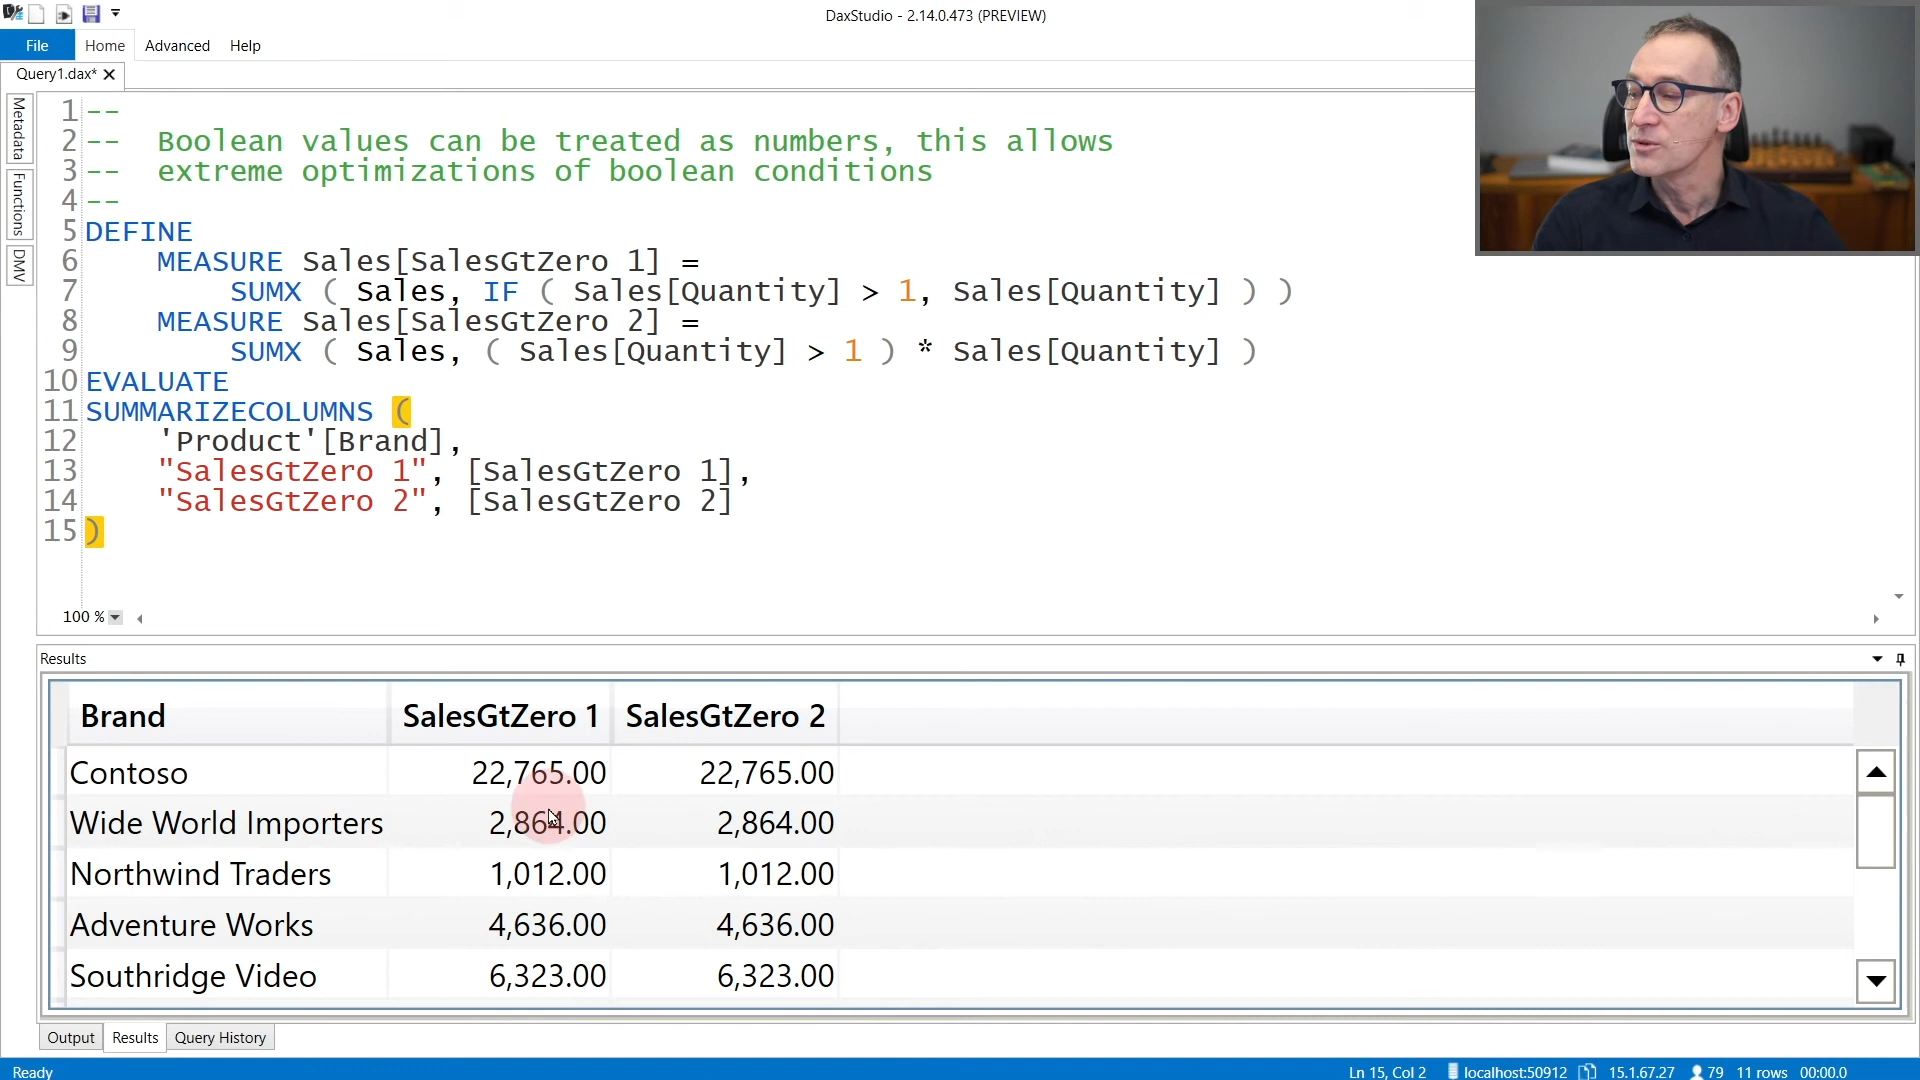 DaxStudio - 2.14.0.473 (PREVIEW)
File Home Advanced Help
Query1.dax*
Metadata
Functions
DMV
1 --
2 -- Boolean values can be treated as numbers, this allows
3 -- extreme optimizations of boolean conditions
4 --
5 DEFINE
6 MEASURE Sales[SalesGtZero 1] =
7 SUMX ( Sales, IF ( Sales[Quantity] > 1, Sales[Quantity] ) )
8 MEASURE Sales[SalesGtZero 2] =
9 SUMX ( Sales, ( Sales[Quantity] > 1 ) * Sales[Quantity] )
10 EVALUATE
11 SUMMARIZECOLUMNS (
12 'Product'[Brand],
13 "SalesGtZero 1", [SalesGtZero 1],
14 "SalesGtZero 2", [SalesGtZero 2]
15 )
100 %
Results
Brand SalesGtZero 1 SalesGtZero 2
Contoso 22,765.00 22,765.00
Wide World Importers 2,864.00 2,864.00
Northwind Traders 1,012.00 1,012.00
Adventure Works 4,636.00 4,636.00
Southridge Video 6,323.00 6,323.00
Output Results Query History
Ready Ln 15, Col 2 localhost:50912 15.1.67.27 79 11 rows 00:00.0